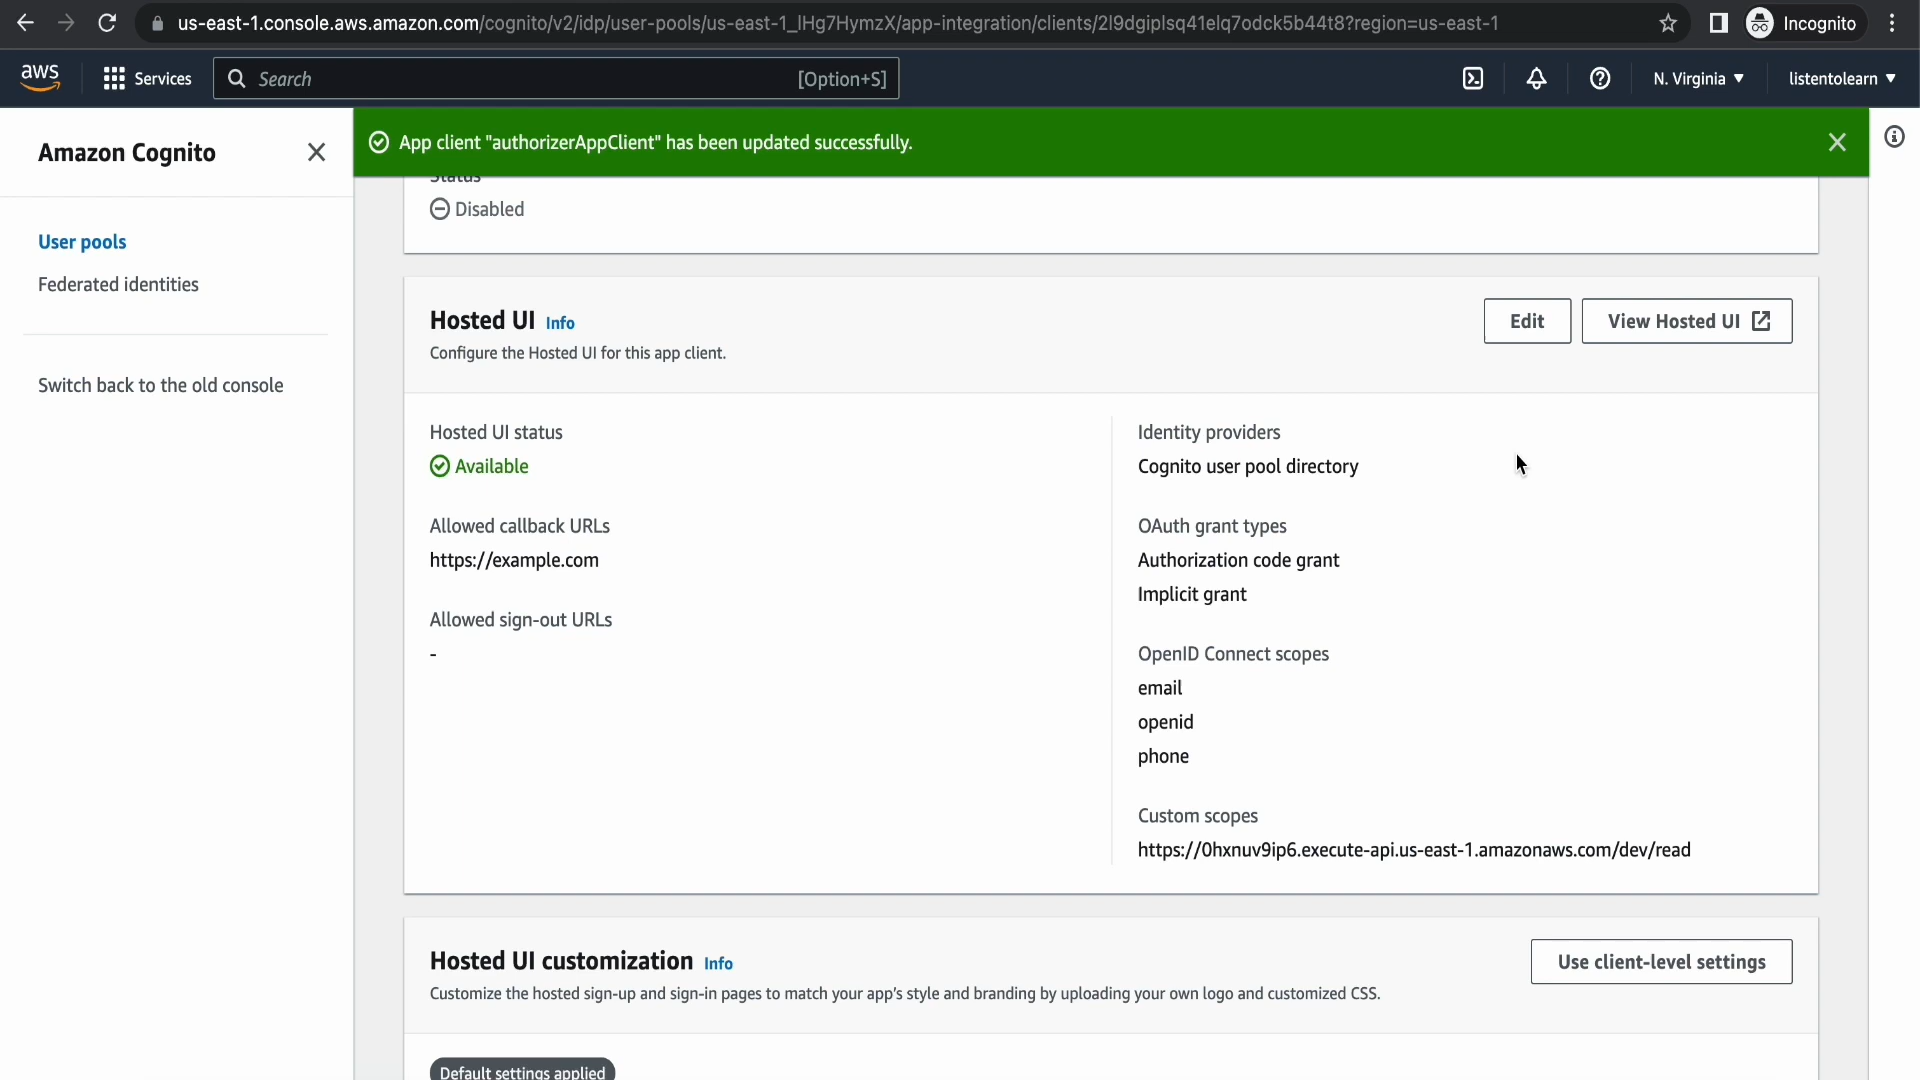 us-east-1.console.aws.amazon.com/cognito/v2/idp/user-pools/us-east-1_lHg7HymzX/app-integration/clients/2l9dgiplsq41elq7odck5b44t8?region=us-east-1
Incognito
aws
Services
Search
[Option+S]
N. Virginia
listentolearn
Amazon Cognito
App client "authorizerAppClient" has been updated successfully.
User pools
Federated identities
Switch back to the old console
Status
Disabled
Hosted UI Info
Configure the Hosted UI for this app client.
Edit
View Hosted UI
Hosted UI status
Available
Allowed callback URLs
https://example.com
Allowed sign-out URLs
-
Identity providers
Cognito user pool directory
OAuth grant types
Authorization code grant
Implicit grant
OpenID Connect scopes
email
openid
phone
Custom scopes
https://0hxnuv9ip6.execute-api.us-east-1.amazonaws.com/dev/read
Hosted UI customization Info
Customize the hosted sign-up and sign-in pages to match your app's style and branding by uploading your own logo and customized CSS.
Use client-level settings
Default settings applied